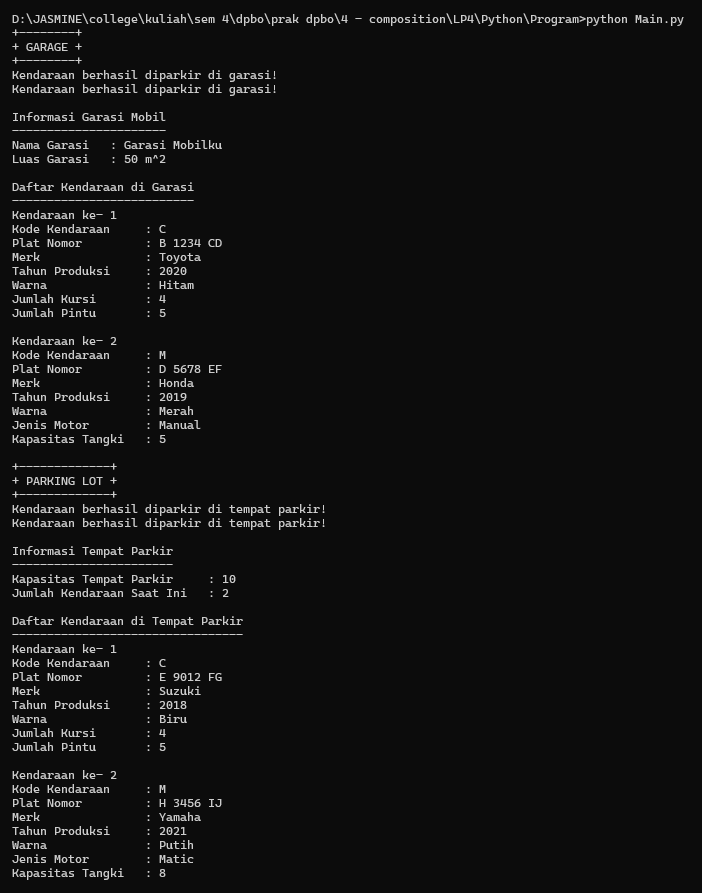 D:\JASMINE\college\kuliah\sem 4\dpbo\prak dpbo\4 - composition\LP4\Python\Program>python Main.py
+--------+
+ GARAGE +
+--------+
Kendaraan berhasil diparkir di garasi!
Kendaraan berhasil diparkir di garasi!

Informasi Garasi Mobil
----------------------
Nama Garasi   : Garasi Mobilku
Luas Garasi   : 50 m^2

Daftar Kendaraan di Garasi
--------------------------
Kendaraan ke- 1
Kode Kendaraan     : C
Plat Nomor         : B 1234 CD
Merk               : Toyota
Tahun Produksi     : 2020
Warna              : Hitam
Jumlah Kursi       : 4
Jumlah Pintu       : 5

Kendaraan ke- 2
Kode Kendaraan     : M
Plat Nomor         : D 5678 EF
Merk               : Honda
Tahun Produksi     : 2019
Warna              : Merah
Jenis Motor        : Manual
Kapasitas Tangki   : 5

+-------------+
+ PARKING LOT +
+-------------+
Kendaraan berhasil diparkir di tempat parkir!
Kendaraan berhasil diparkir di tempat parkir!

Informasi Tempat Parkir
-----------------------
Kapasitas Tempat Parkir     : 10
Jumlah Kendaraan Saat Ini   : 2

Daftar Kendaraan di Tempat Parkir
---------------------------------
Kendaraan ke- 1
Kode Kendaraan     : C
Plat Nomor         : E 9012 FG
Merk               : Suzuki
Tahun Produksi     : 2018
Warna              : Biru
Jumlah Kursi       : 4
Jumlah Pintu       : 5

Kendaraan ke- 2
Kode Kendaraan     : M
Plat Nomor         : H 3456 IJ
Merk               : Yamaha
Tahun Produksi     : 2021
Warna              : Putih
Jenis Motor        : Matic
Kapasitas Tangki   : 8